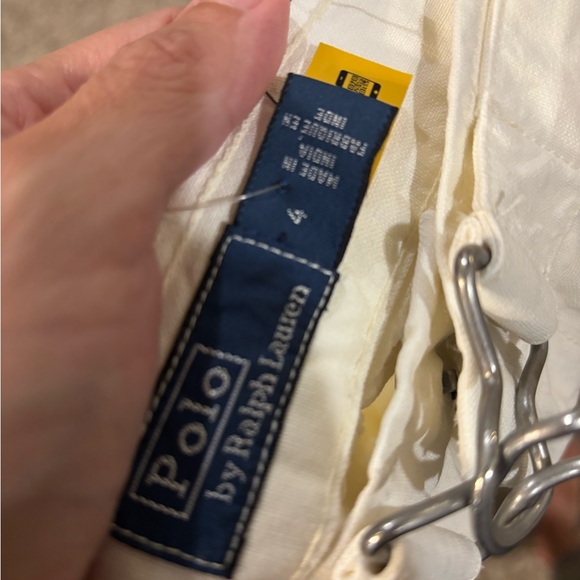 Polo
by Ralph Lauren
4
MADE IN
INDIA
FABRIQUÉ EN
INDE